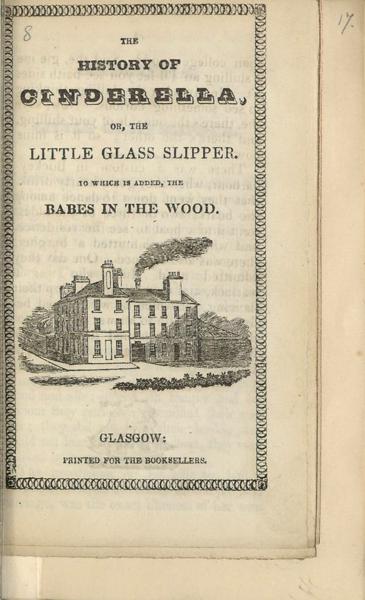 8
17.
THE
HISTORY OF
CINDERELLA,
OR, THE
LITTLE GLASS SLIPPER.
TO WHICH IS ADDED, THE
BABES IN THE WOOD.
GLASGOW:
PRINTED FOR THE BOOKSELLERS.